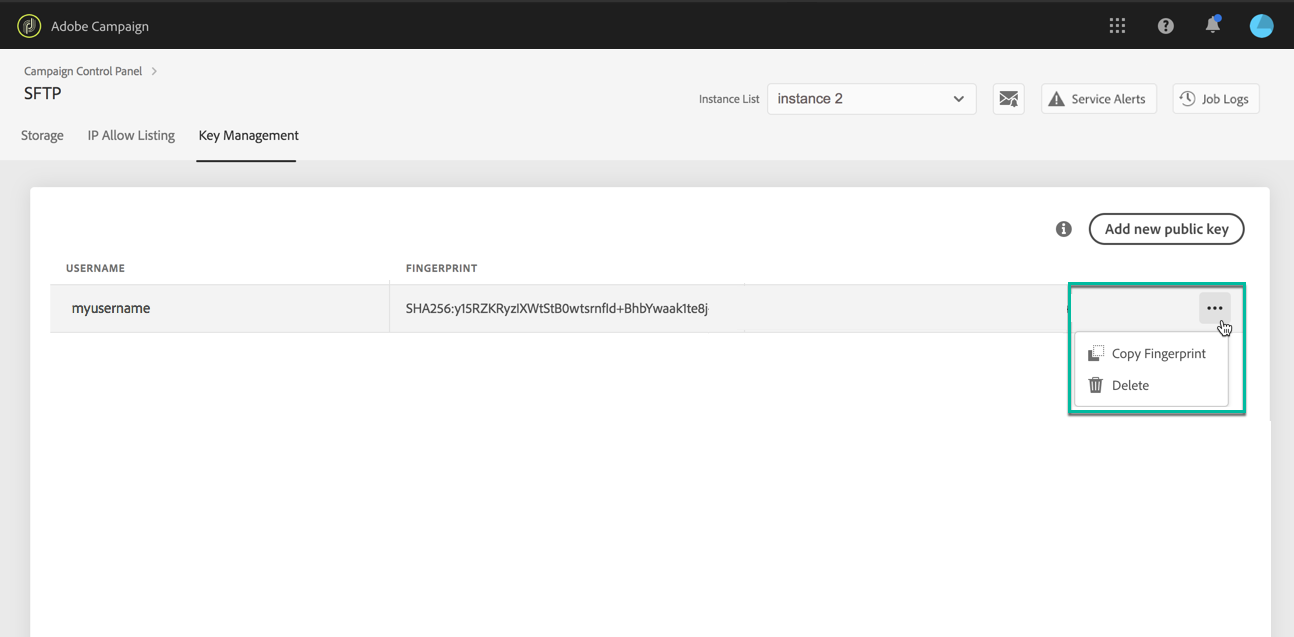 Adobe Campaign
Campaign Control Panel
SFTP
Instance List
instance 2
Service Alerts
Job Logs
Storage
IP Allow Listing
Key Management
Add new public key
USERNAME
FINGERPRINT
myusername
SHA256:y15RZKRyzIXWtStB0wtsrnfId+BhbYwaak1te8j
Copy Fingerprint
Delete